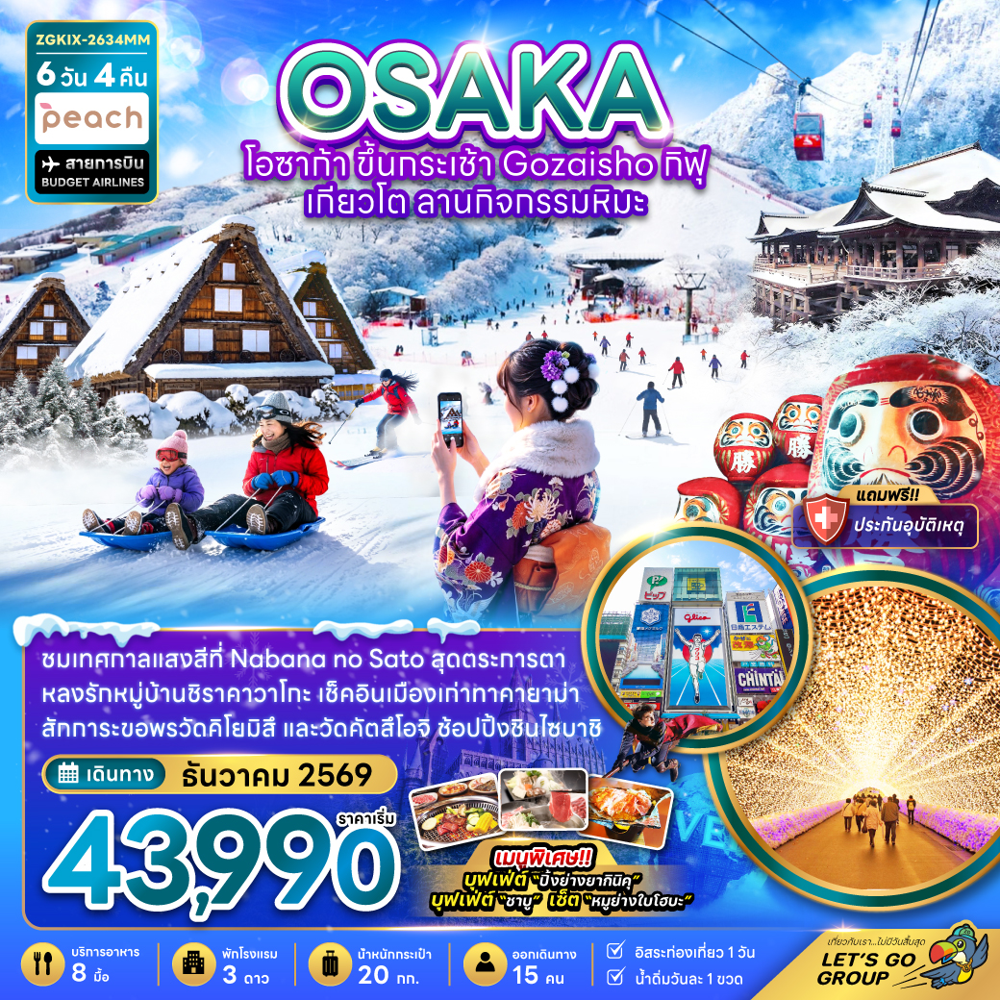 ZGKIX-2634MM
6 วัน 4 คืน
peach
สายการบิน
BUDGET AIRLINES
OSAKA
โอซาก้า ขึ้นกระเช้า Gozaisho กิฟุ
เกียวโต ลานกิจกรรมหิมะ
勝
勝
แถมฟรี!!
ประกันอุบัติเหตุ
glico
CHINTAI
ชมเทศกาลแสงสีที่ Nabana no Sato สุดตระการตา
หลงรักหมู่บ้านชิราคาวาโกะ เช็คอินเมืองเก่าทาคายาม่า
สักการะขอพรวัดคิโยมิสึ และวัดคัตสึโอจิ ช้อปปิ้งชินไซบาชิ
เดินทาง ธันวาคม 2569
ราคาเริ่ม
43,990
เมนูพิเศษ!!
บุฟเฟ่ต์ "ปิ้งย่างยากินิคุ"
บุฟเฟ่ต์ "ชาบู" เซ็ต "หมูย่างใบโฮบะ"
บริการอาหาร
8 มื้อ
พักโรงแรม
3 ดาว
น้ำหนักกระเป๋า
20 กก.
ออกเดินทาง
15 คน
อิสระท่องเที่ยว 1 วัน
น้ำดื่มวันละ 1 ขวด
เที่ยวกับเรา...ไม่มีวันสิ้นสุด
LET'S GO
GROUP